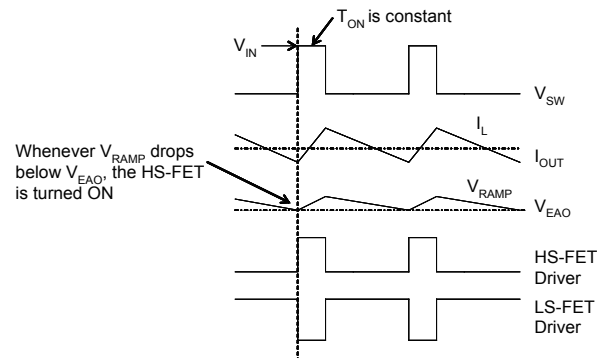 T_ON is constant
V_IN
V_SW
I_L
I_OUT
Whenever V_RAMP drops
below V_EAO, the HS-FET
is turned ON
V_RAMP
V_EAO
HS-FET
Driver
LS-FET
Driver